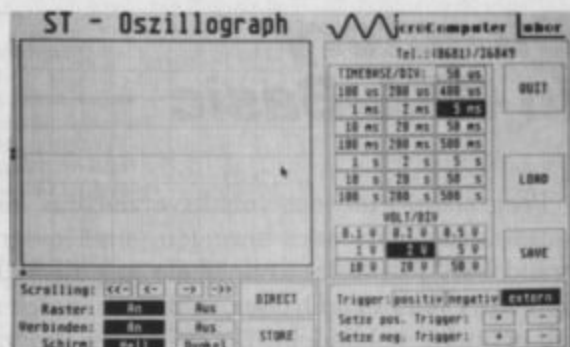 ST - Oszillograph
MicroComputer Labor
Tel.:(8681)/26849
TIMEBASE/DIV: 50 us
100 us 200 us 400 us
1 ms 2 ms 5 ms
10 ms 20 ms 50 ms
100 ms 200 ms 500 ms
1 s 2 s 5 s
10 s 20 s 50 s
100 s 200 s 500 s
VOLT/DIV
0.1 V 0.2 V 0.5 V
1 V 2 V 5 V
10 V 20 V 50 V
QUIT
LOAD
SAVE
Scrolling: <<- <- -> ->>
Raster: An Aus
Verbinden: An Aus
Schirm: Hell Dunkel
DIRECT
STORE
Trigger: positiv negativ extern
Setze pos. Trigger: + -
Setze neg. Trigger: + -